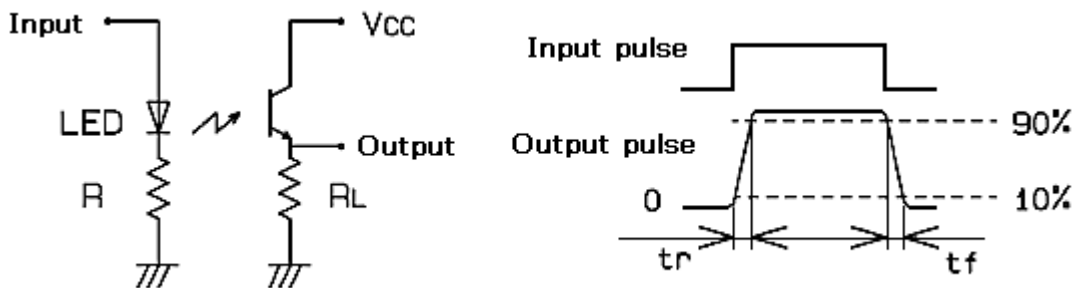 Input
Vcc
LED
Output
R
RL
Input pulse
90%
Output pulse
0
10%
tr
tf